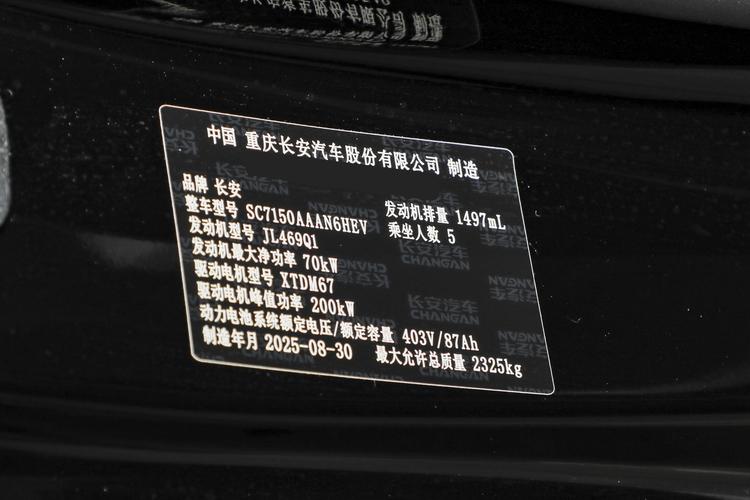 中国 重庆长安汽车股份有限公司 制造
品牌 长安
整车型号 SC7150AAAN6HEV 发动机排量 1497mL
发动机型号 JL469Q1 乘坐人数 5
发动机最大净功率 70kW
驱动电机型号 XTDM67
驱动电机峰值功率 200kW
动力电池系统额定电压/额定容量 403V/87Ah
制造年月 2025-08-30 最大允许总质量 2325kg
长安汽车
CHANGAN